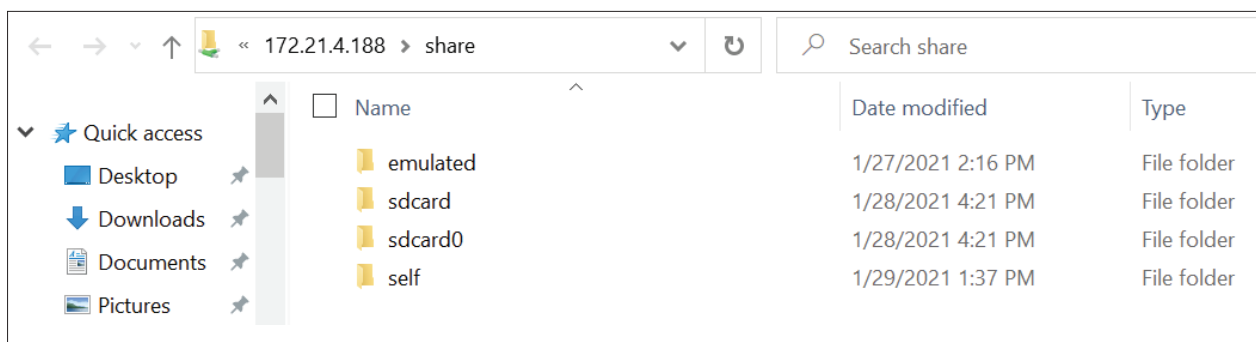 « 172.21.4.188 > share
Search share
Name Date modified Type
Quick access
Desktop
Downloads
Documents
Pictures
emulated 1/27/2021 2:16 PM File folder
sdcard 1/28/2021 4:21 PM File folder
sdcard0 1/28/2021 4:21 PM File folder
self 1/29/2021 1:37 PM File folder